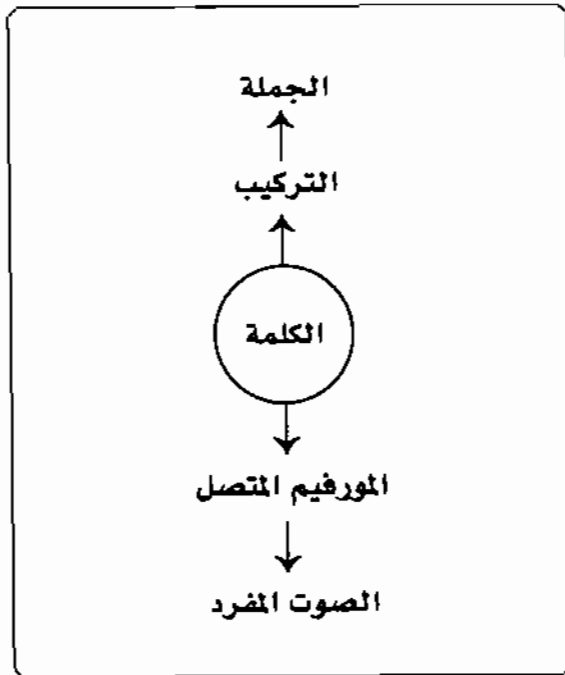 الجملة
التركيب
الكلمة
المورفيم المتصل
الصوت المفرد